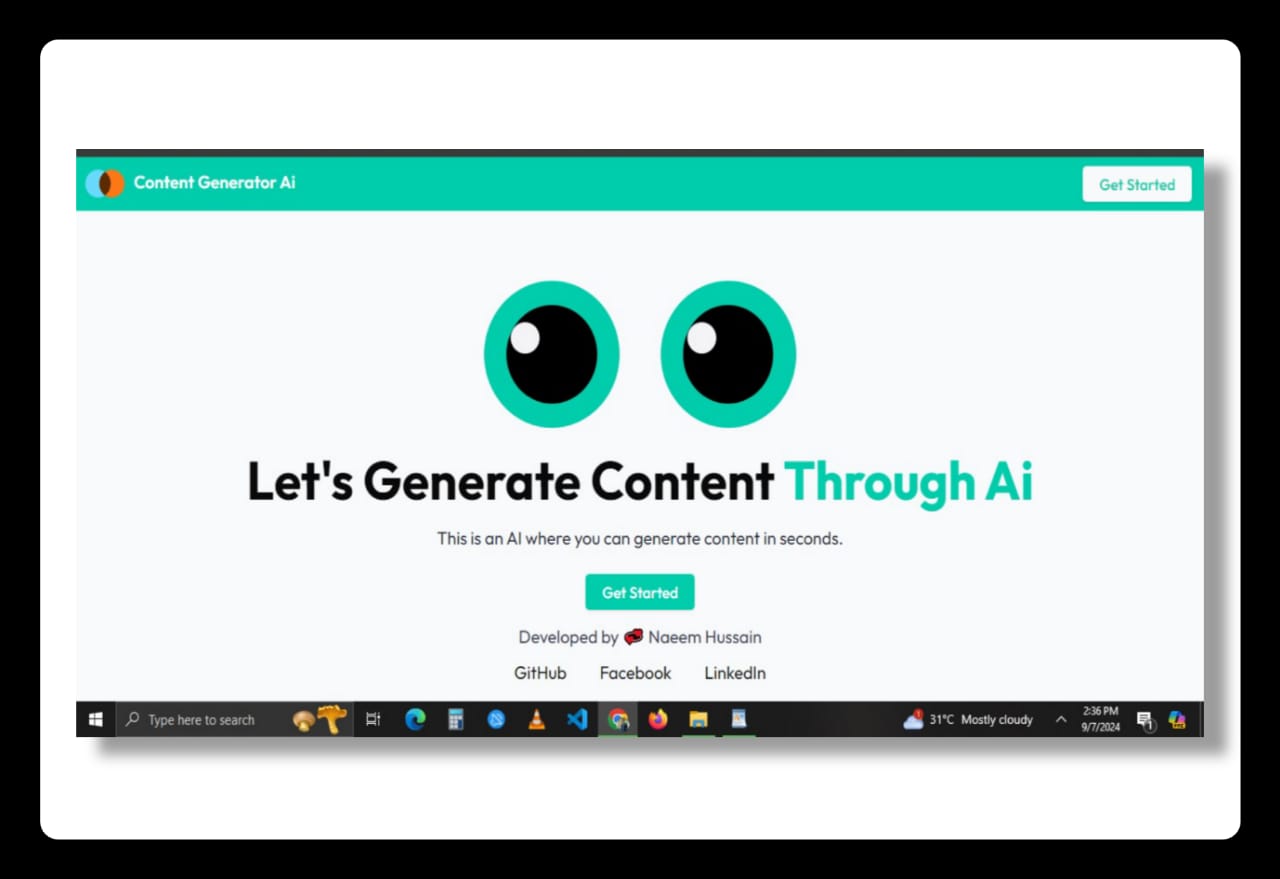 Content Generator Ai
Get Started
Let's Generate Content Through Ai
This is an AI where you can generate content in seconds.
Get Started
Developed by Naeem Hussain
GitHub Facebook LinkedIn
Type here to search
31°C Mostly cloudy
2:36 PM
9/7/2024
1